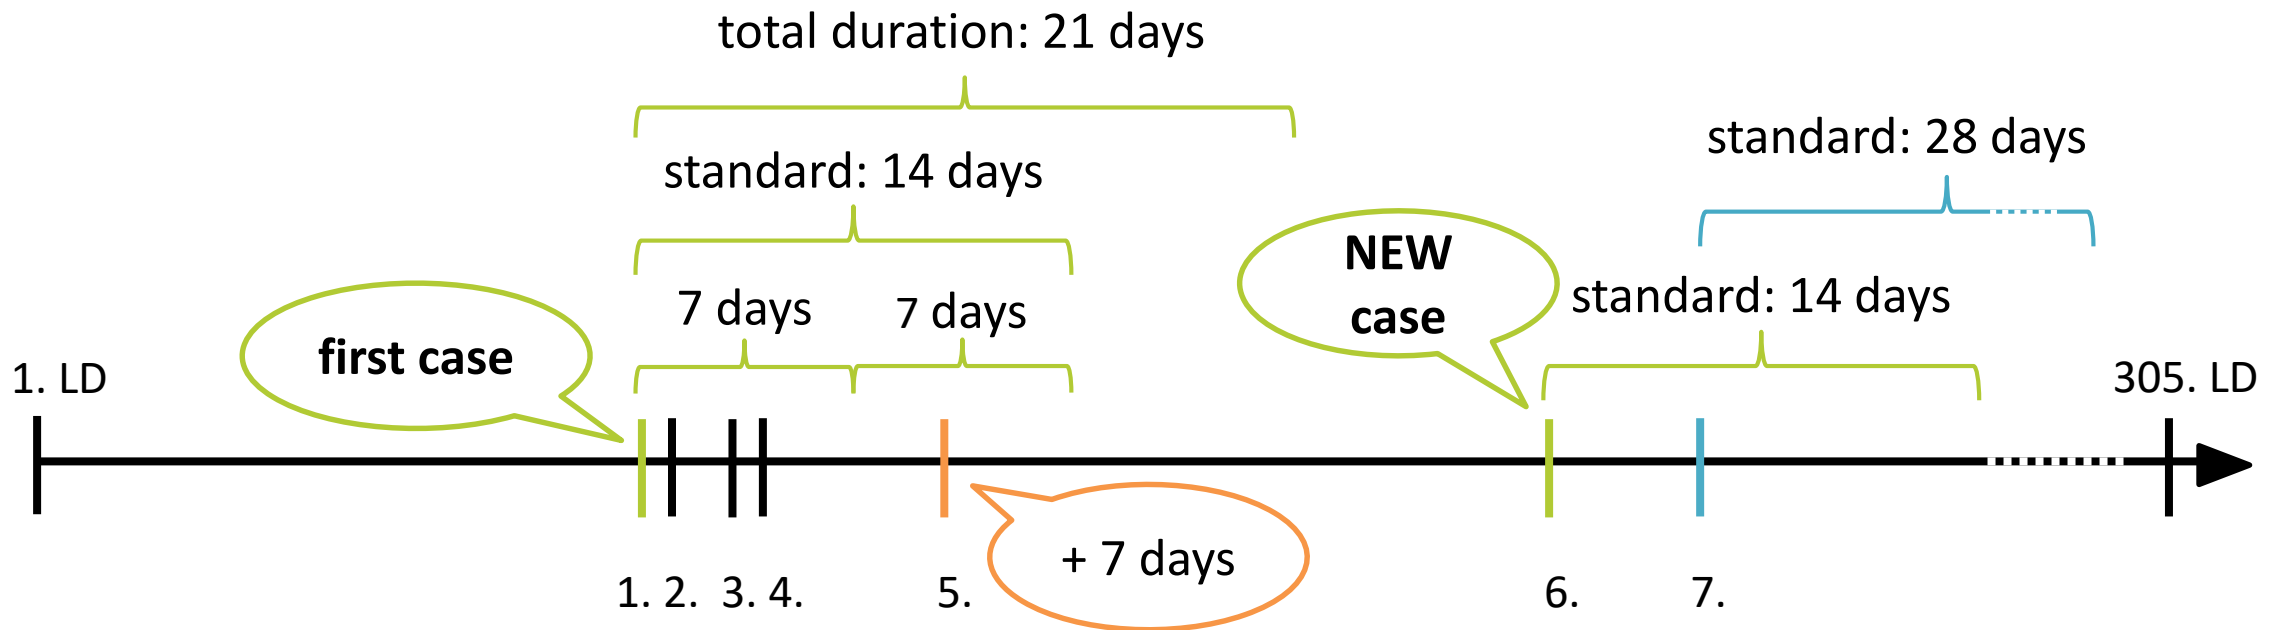 total duration: 21 days
standard: 28 days
standard: 14 days
NEW
case
standard: 14 days
7 days
7 days
first case
1. LD
305. LD
+ 7 days
1. 2. 3. 4. 5. 6. 7.